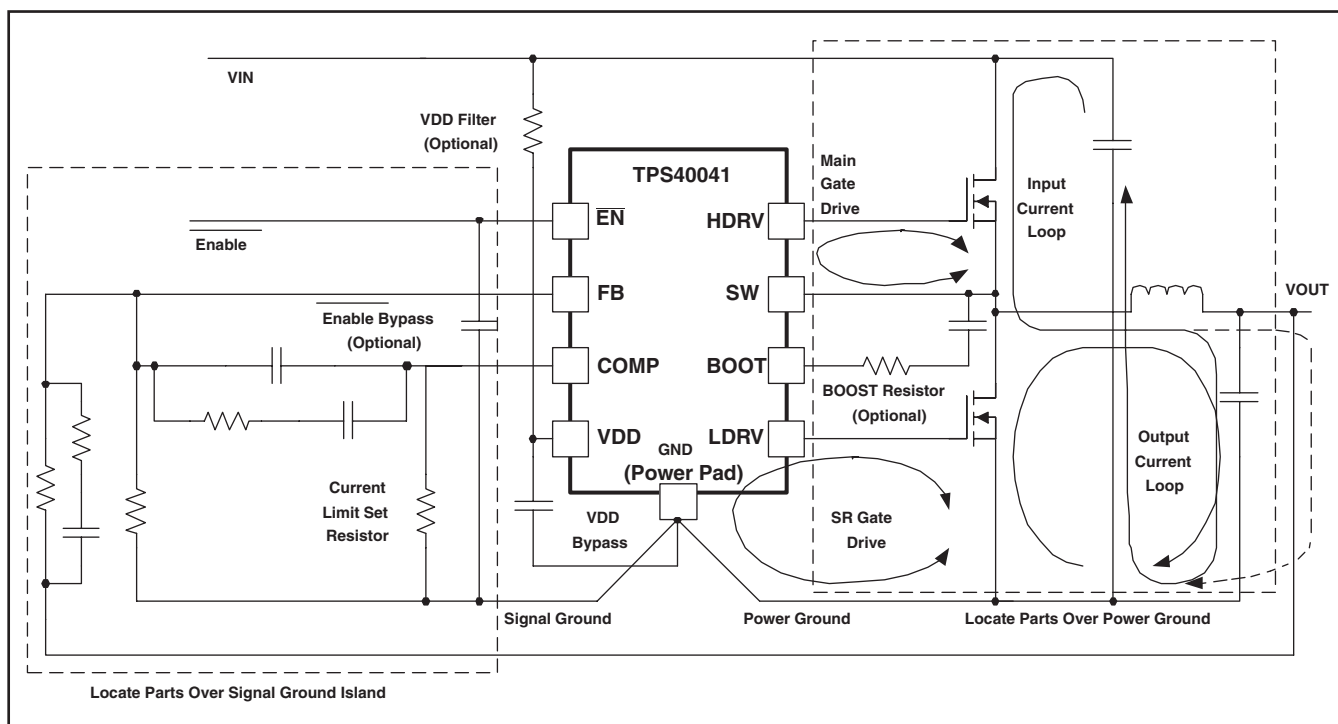 VIN
VDD Filter
(Optional)
TPS40041
Main
Gate
Drive
Input
Current
Loop
EN
HDRV
Enable
FB
SW
VOUT
Enable Bypass
(Optional)
COMP
BOOT
BOOST Resistor
(Optional)
VDD
LDRV
GND
(Power Pad)
Output
Current
Loop
Current
Limit Set
Resistor
VDD
Bypass
SR Gate
Drive
Signal Ground
Power Ground
Locate Parts Over Power Ground
Locate Parts Over Signal Ground Island